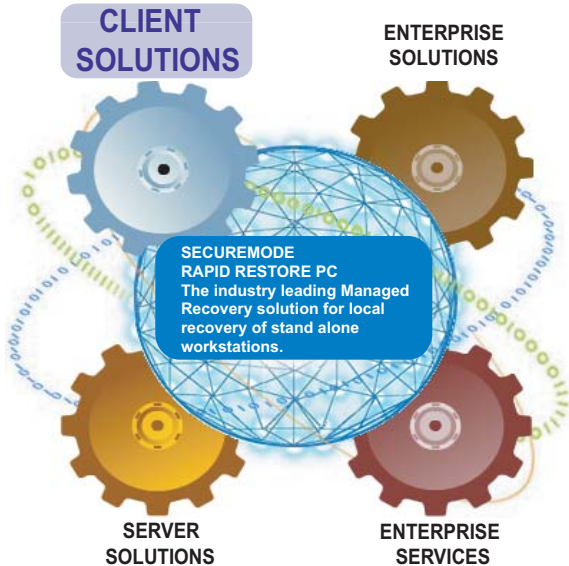 CLIENT
SOLUTIONS
ENTERPRISE
SOLUTIONS
SECUREMODE
RAPID RESTORE PC
The industry leading Managed
Recovery solution for local
recovery of stand alone
workstations.
SERVER
SOLUTIONS
ENTERPRISE
SERVICES